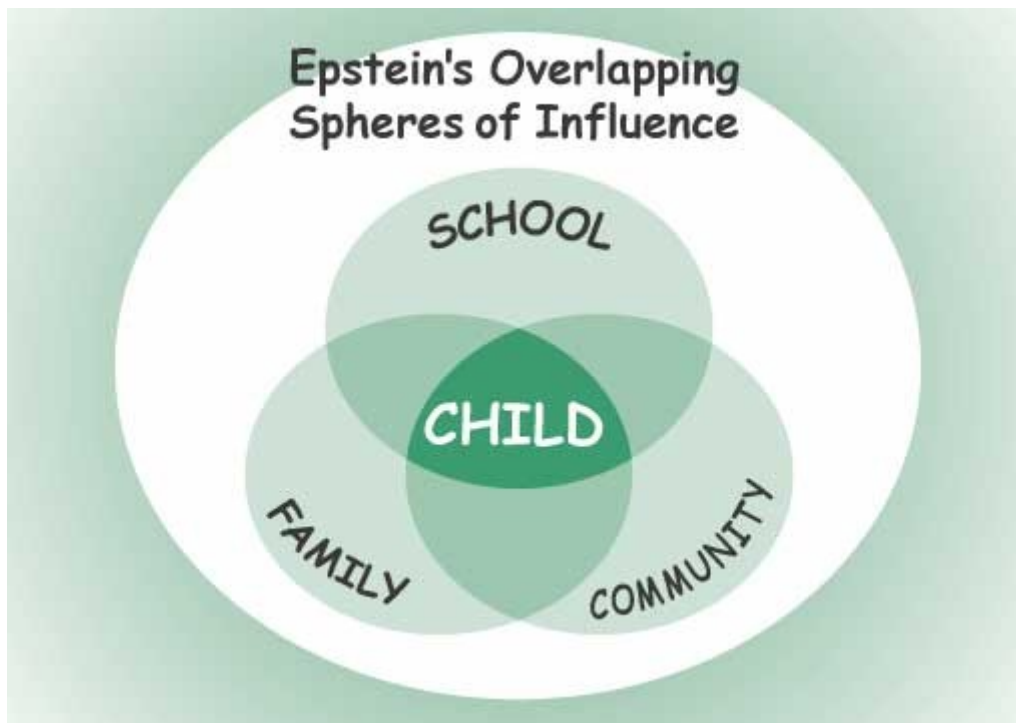 Epstein's Overlapping
Spheres of Influence
SCHOOL
CHILD
FAMILY
COMMUNITY